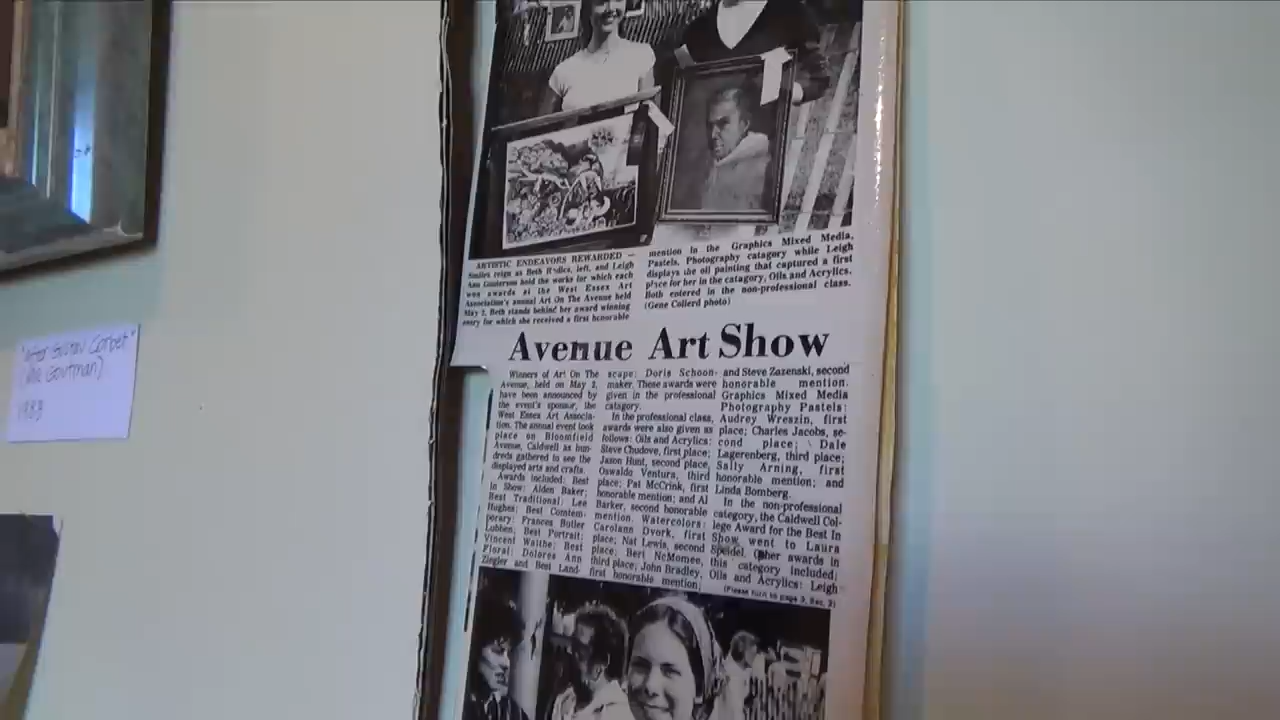 "After Gustav Corbet"
(The Goutman)
1983
ARTISTIC ENDEAVORS REWARDED —
Smiles reign as Beth left, and Leigh
Ann Gunterson hold the works for which each
won awards at the West Essex Art
Association's annual Art On The Avenue held
May 2. Beth stands behind her award winning
entry for which she received a first honorable
mention in the Graphics Mixed Media,
Pastels, Photography catagory while Leigh
displays the oil painting that captured a first
place for her in the catagory, Oils and Acrylics.
Both entered in the non-professional class.
(Gene Collerd photo)
Avenue Art Show
Winners of Art On The
Avenue, held on May 2,
have been announced by
the event's sponsor, the
West Essex Art Associa-
tion. The annual event took
place on Bloomfield
Avenue, Caldwell as hun-
dreds gathered to see the
displayed arts and crafts.
Awards included: Best
In Show: Alden Baker;
Best Traditional: Lee
Hughes; Best Contem-
porary: Frances Butler
Lubben; Best Portrait:
Vincent Waithe; Best
Floral: Dolores Ann
Ziegler and Best Land-
scape: Doris Schoon-
maker. These awards were
given in the professional
catagory.
In the professional class,
awards were also given as
follows: Oils and Acrylics:
Steve Chudove, first place;
Jason Hunt, second place,
Oswaldo Ventura, third
place; Pat McCrink, first
honorable mention; and Al
Barker, second honorable
mention. Watercolors:
Carolann Dvork, first
place; Nat Lewis, second
place; Bert NcMomee,
third place; John Bradley,
first honorable mention;
and Steve Zazenski, second
honorable mention.
Graphics Mixed Media
Photography Pastels:
Audrey Wreszin, first
place; Charles Jacobs, se-
cond place; Dale
Lagerenberg, third place;
Sally Arning, first
honorable mention; and
Linda Bomberg.
In the non-professional
category, the Caldwell Col-
lege Award for the Best In
Show went to Laura
Speidel. Other awards in
this category included:
Oils and Acrylics: Leigh
(Please turn to page 3, Sec. 2)